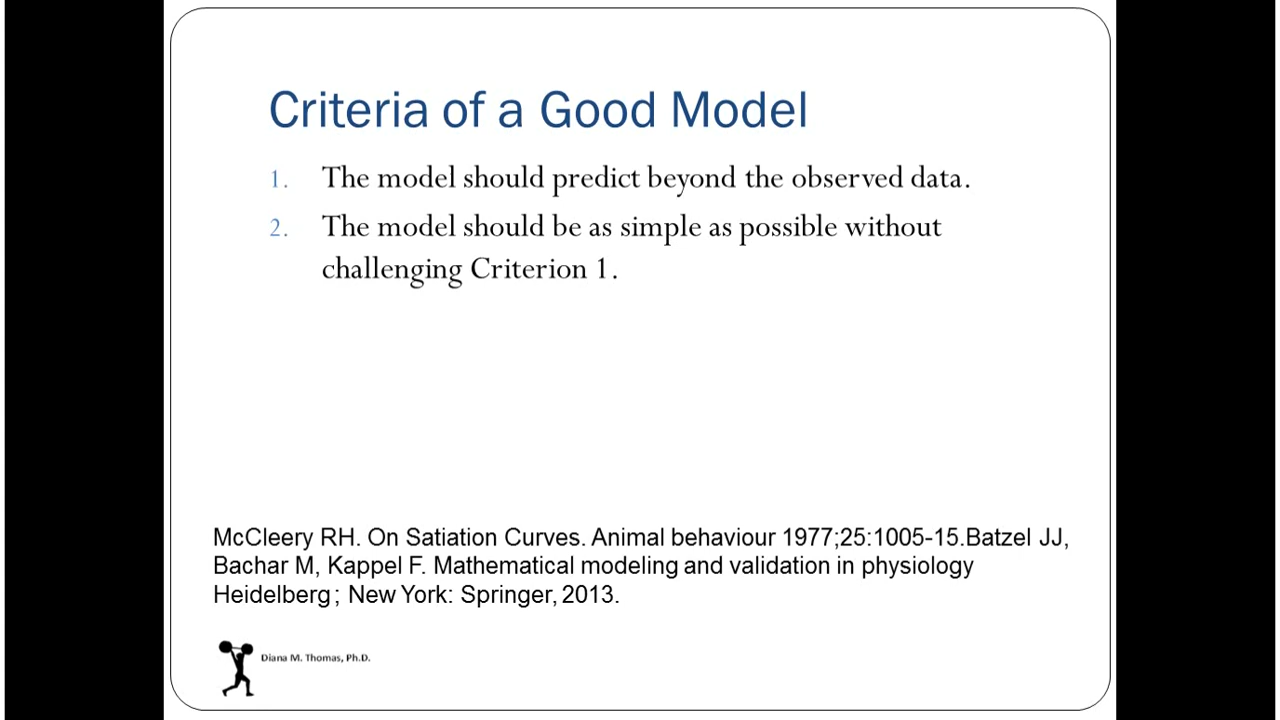 Criteria of a Good Model
1. The model should predict beyond the observed data.
2. The model should be as simple as possible without
challenging Criterion 1.
McCleery RH. On Satiation Curves. Animal behaviour 1977;25:1005-15.Batzel JJ,
Bachar M, Kappel F. Mathematical modeling and validation in physiology
Heidelberg; New York: Springer, 2013.
Diana M. Thomas, Ph.D.